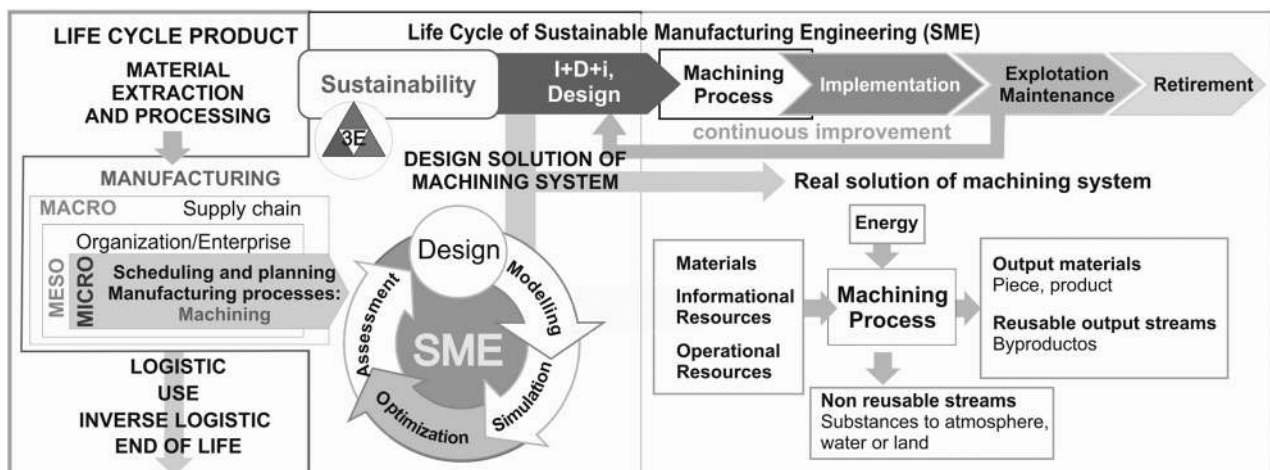 LIFE CYCLE PRODUCT
MATERIAL
EXTRACTION
AND PROCESSING
MANUFACTURING
MACRO
Supply chain
Organization/Enterprise
MESO
MICRO
Scheduling and planning
Manufacturing processes:
Machining
LOGISTIC
USE
INVERSE LOGISTIC
END OF LIFE
Life Cycle of Sustainable Manufacturing Engineering (SME)
Sustainability
I+D+i,
Design
Machining
Process
Implementation
Explotation
Maintenance
Retirement
3E
continuous improvement
DESIGN SOLUTION OF
MACHINING SYSTEM
Real solution of machining system
Design
Modelling
Simulation
Optimization
Assessment
SME
Energy
Materials
Informational
Resources
Operational
Resources
Machining
Process
Output materials
Piece, product
Reusable output streams
Byproductos
Non reusable streams
Substances to atmosphere,
water or land